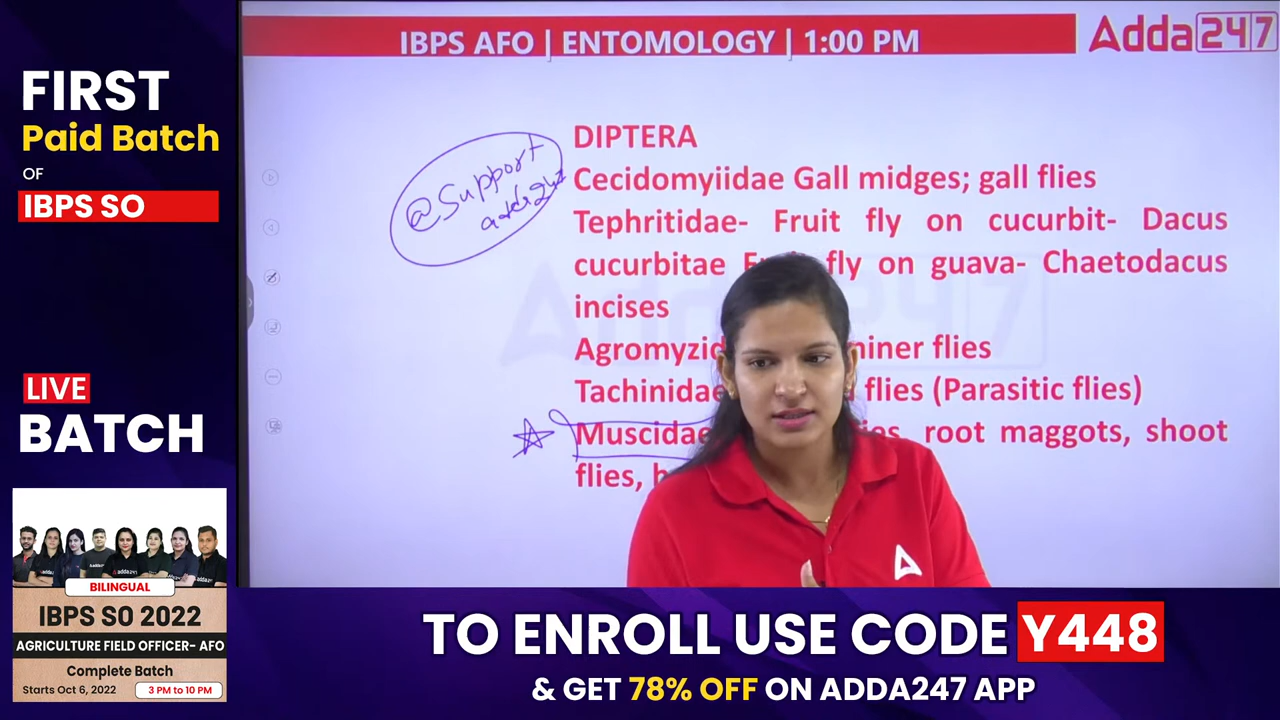 FIRST
Paid Batch
OF
IBPS SO
LIVE
BATCH
BILINGUAL
IBPS SO 2022
AGRICULTURE FIELD OFFICER- AFO
Complete Batch
Starts Oct 6, 2022
3 PM to 10 PM
IBPS AFO | ENTOMOLOGY | 1:00 PM
Adda247
@Support
adda247
DIPTERA
Cecidomyiidae Gall midges; gall flies
Tephritidae- Fruit fly on cucurbit- Dacus
cucurbitae fly on guava- Chaetodacus
incises
miner flies
Tachinidae flies (Parasitic flies)
Muscidae root maggots, shoot
flies,
TO ENROLL USE CODE Y448
& GET 78% OFF ON ADDA247 APP